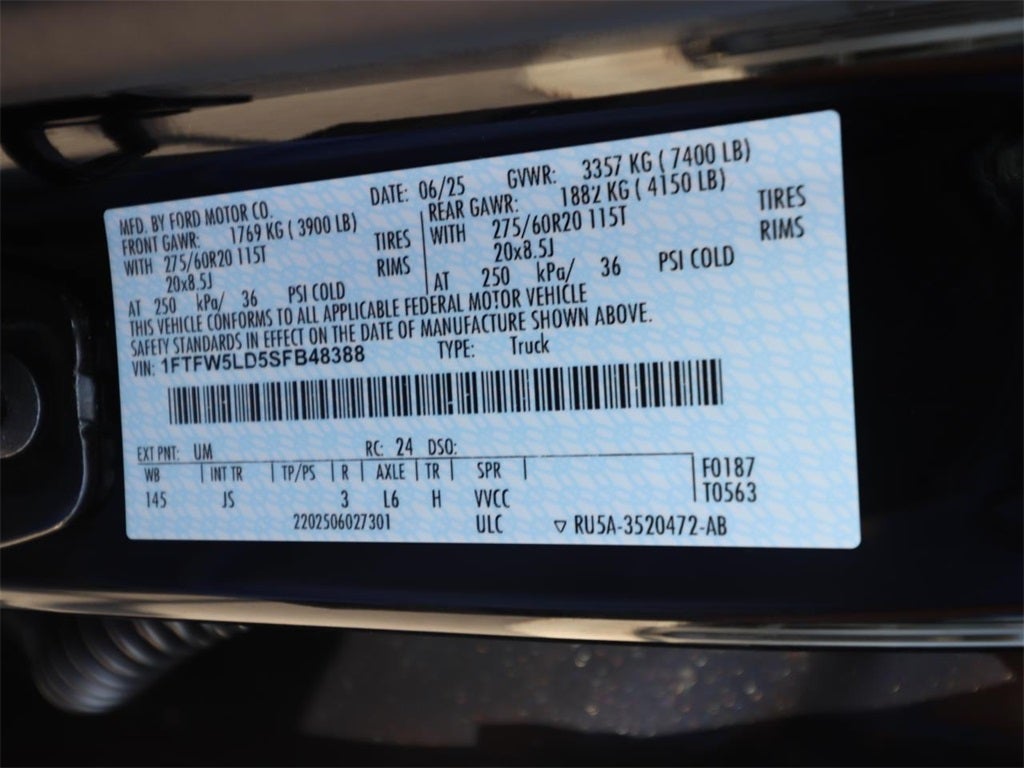 MFD. BY FORD MOTOR CO. DATE: 06/25 GVWR: 3357 KG ( 7400 LB)
FRONT GAWR: 1769 KG ( 3900 LB) REAR GAWR: 1882 KG ( 4150 LB)
WITH 275/60R20 115T TIRES WITH 275/60R20 115T TIRES
20x8.5J RIMS 20x8.5J RIMS
AT 250 kPa/ 36 PSI COLD AT 250 kPa/ 36 PSI COLD
THIS VEHICLE CONFORMS TO ALL APPLICABLE FEDERAL MOTOR VEHICLE
SAFETY STANDARDS IN EFFECT ON THE DATE OF MANUFACTURE SHOWN ABOVE.
VIN: 1FTFW5LD5SFB48388 TYPE: Truck
EXT PNT: UM RC: 24 DSO:
WB INT TR TP/PS R AXLE TR SPR F0187
145 JS 3 L6 H VVCC T0563
2202506027301 ULC ▽ RU5A-3520472-AB